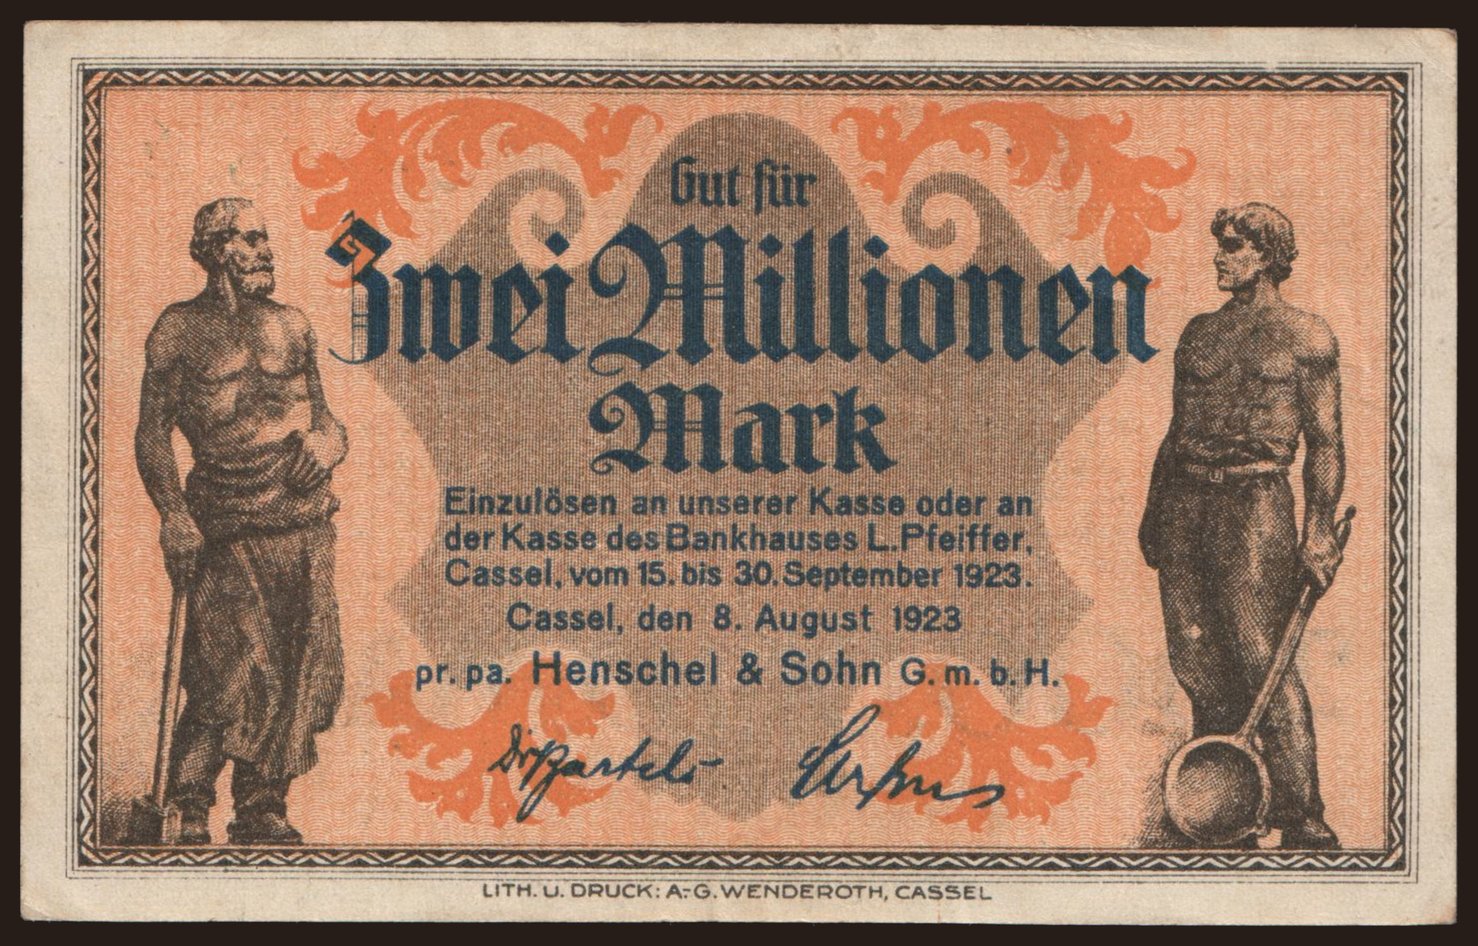 Gut für
Zwei Millionen
Mark
Einzulösen an unserer Kasse oder an
der Kasse des Bankhauses L. Pfeiffer,
Cassel, vom 15. bis 30. September 1923.
Cassel, den 8. August 1923
pr. pa. Henschel & Sohn G. m. b. H.
LITH. U. DRUCK: A.-G. WENDEROTH, CASSEL